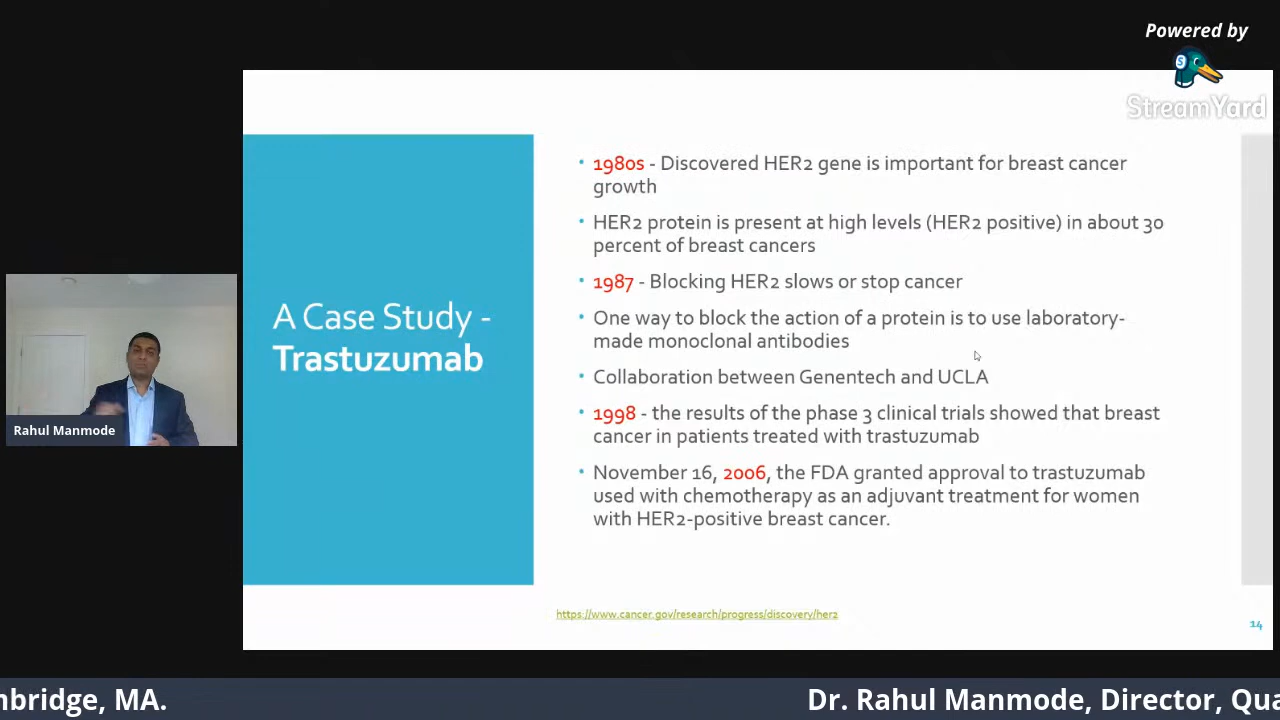 Powered by
StreamYard
1980s - Discovered HER2 gene is important for breast cancer
growth
HER2 protein is present at high levels (HER2 positive) in about 30
percent of breast cancers
1987 - Blocking HER2 slows or stop cancer
One way to block the action of a protein is to use laboratory-
made monoclonal antibodies
Collaboration between Genentech and UCLA
1998 - the results of the phase 3 clinical trials showed that breast
cancer in patients treated with trastuzumab
November 16, 2006, the FDA granted approval to trastuzumab
used with chemotherapy as an adjuvant treatment for women
with HER2-positive breast cancer.
A Case Study -
Trastuzumab
Rahul Manmode
https://www.cancer.gov/research/progress/discovery/her2
14
mbridge, MA. Dr. Rahul Manmode, Director, Qua